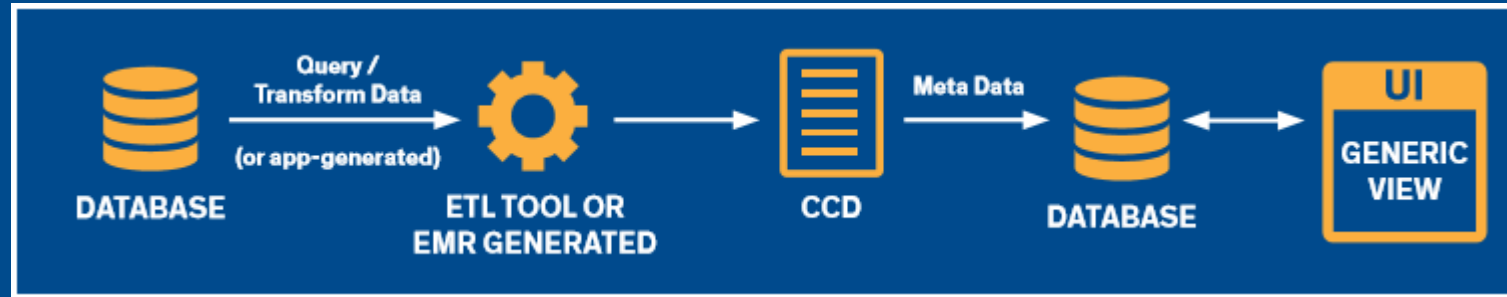 Query /
Transform Data
(or app-generated)
DATABASE
ETL TOOL OR
EMR GENERATED
CCD
Meta Data
DATABASE
UI
GENERIC
VIEW